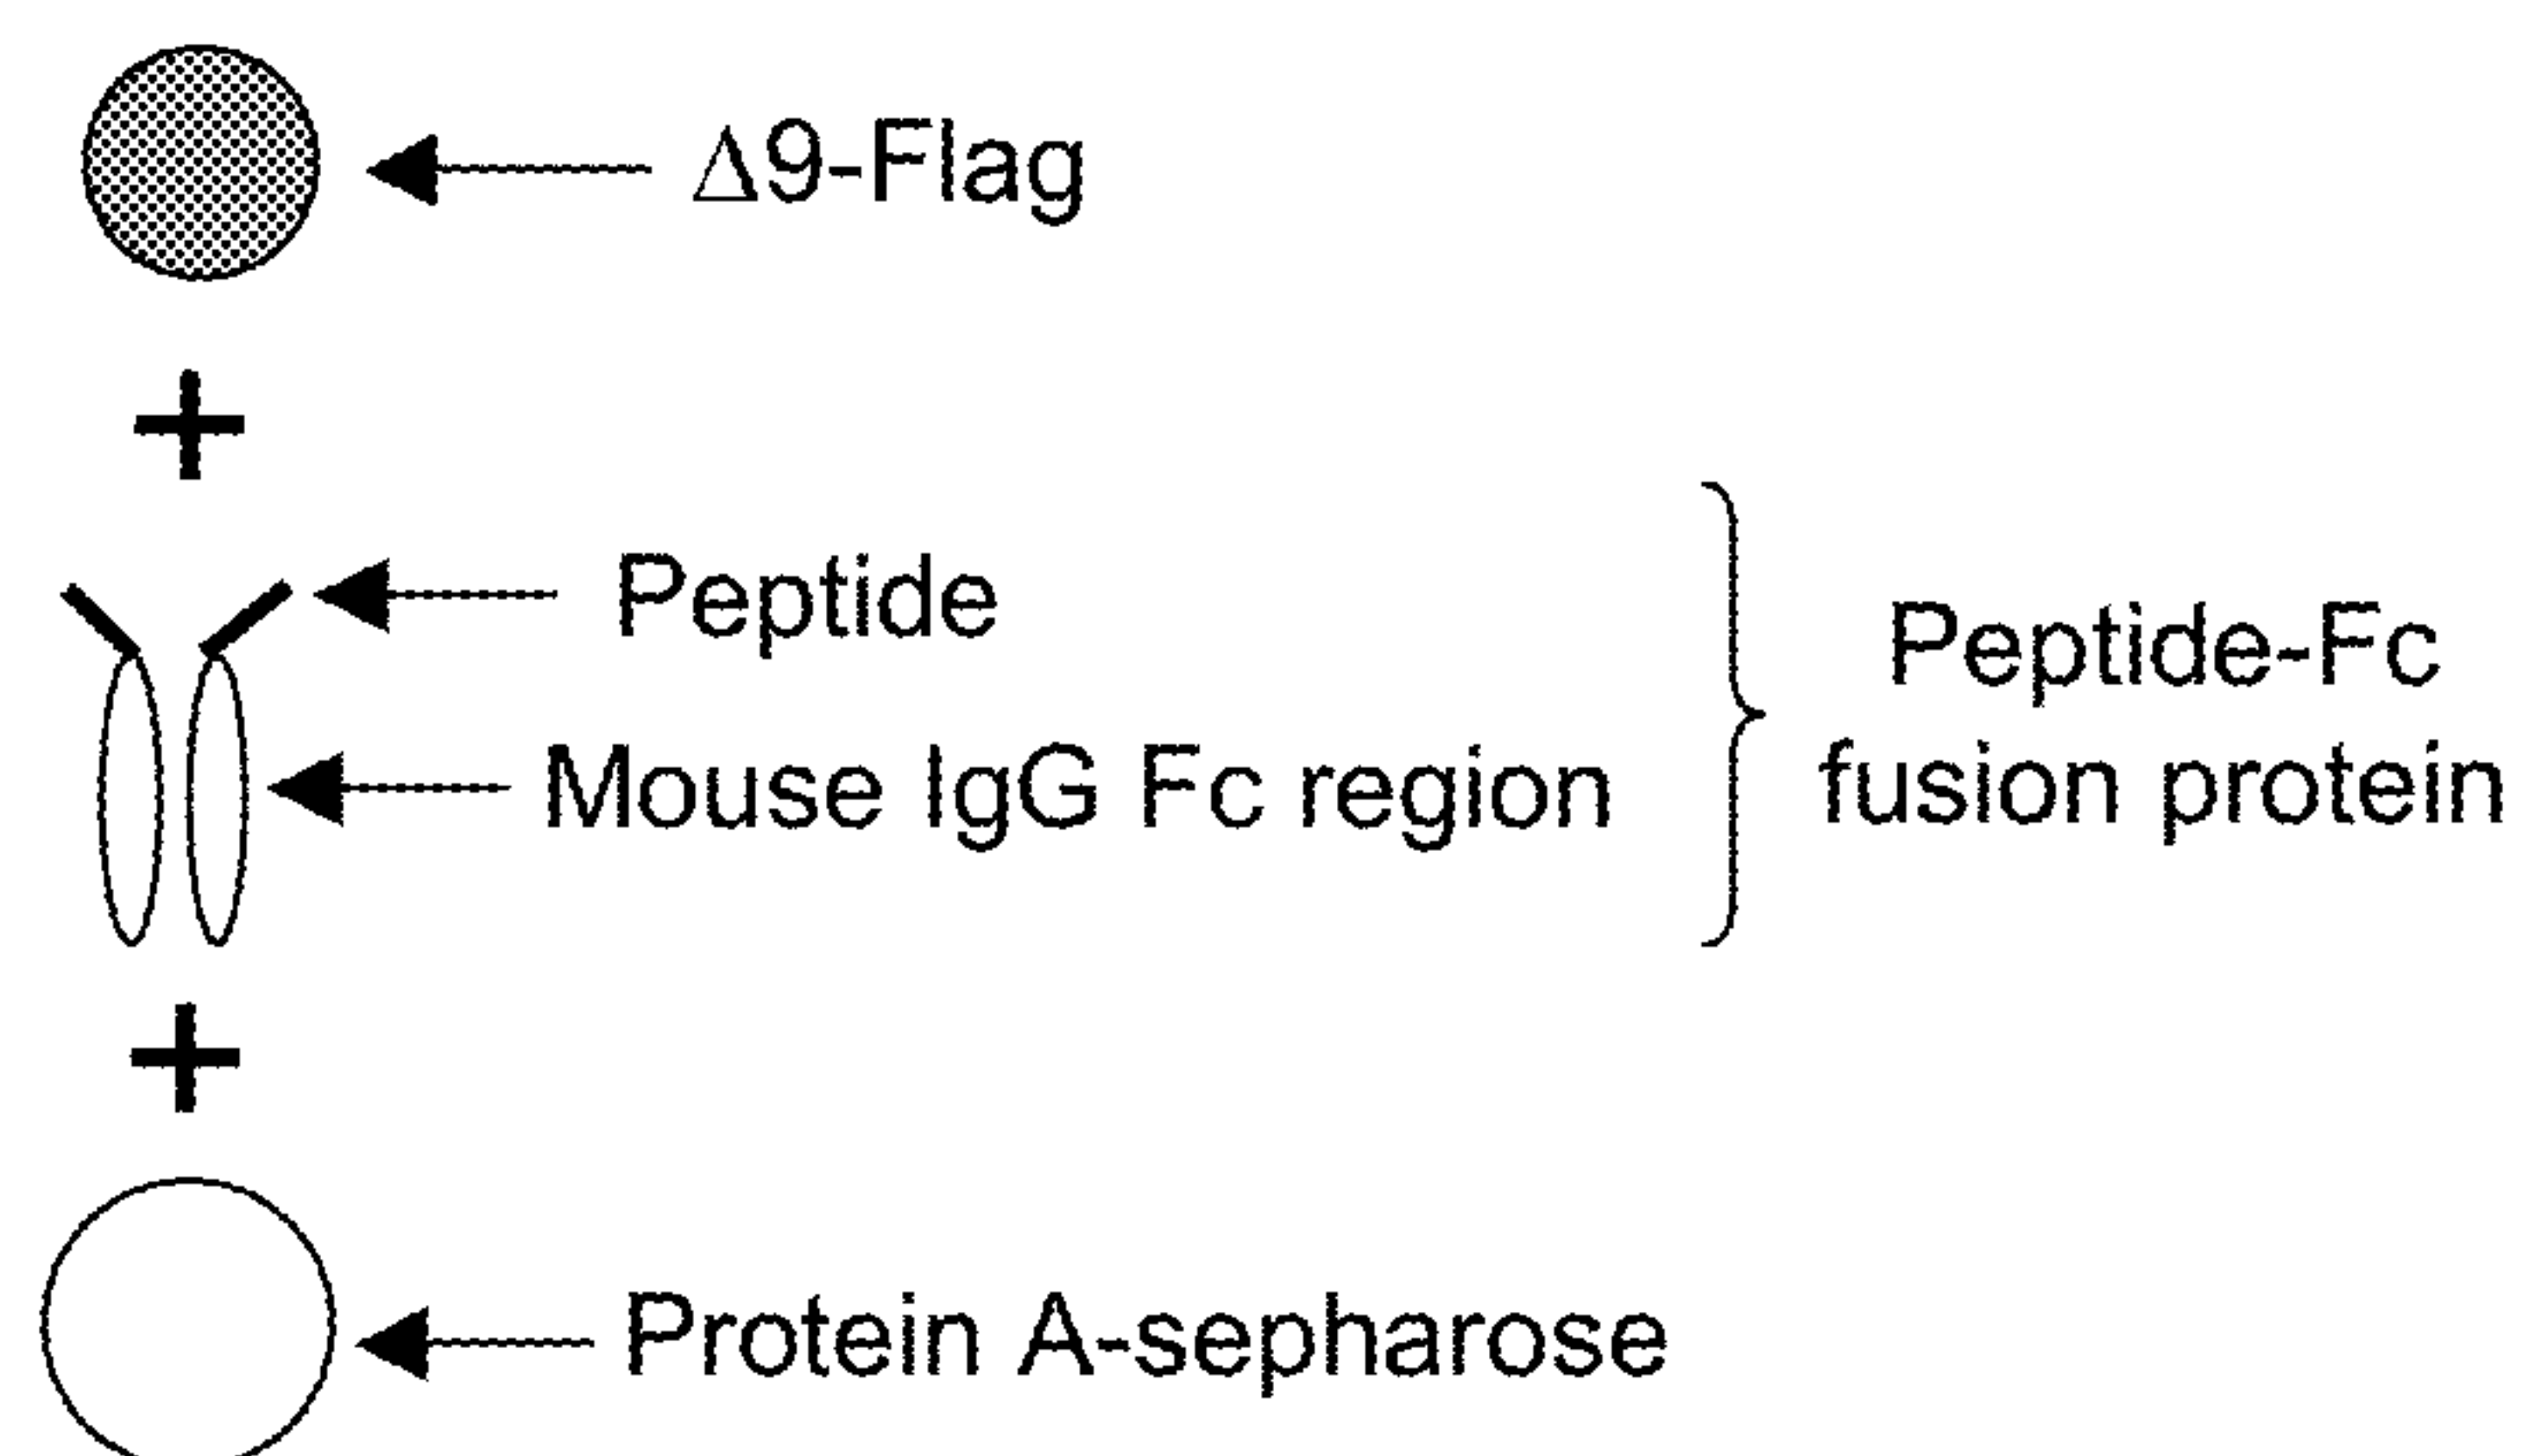 Δ9-Flag
+
Peptide
Mouse IgG Fc region
Peptide-Fc
fusion protein
+
Protein A-sepharose